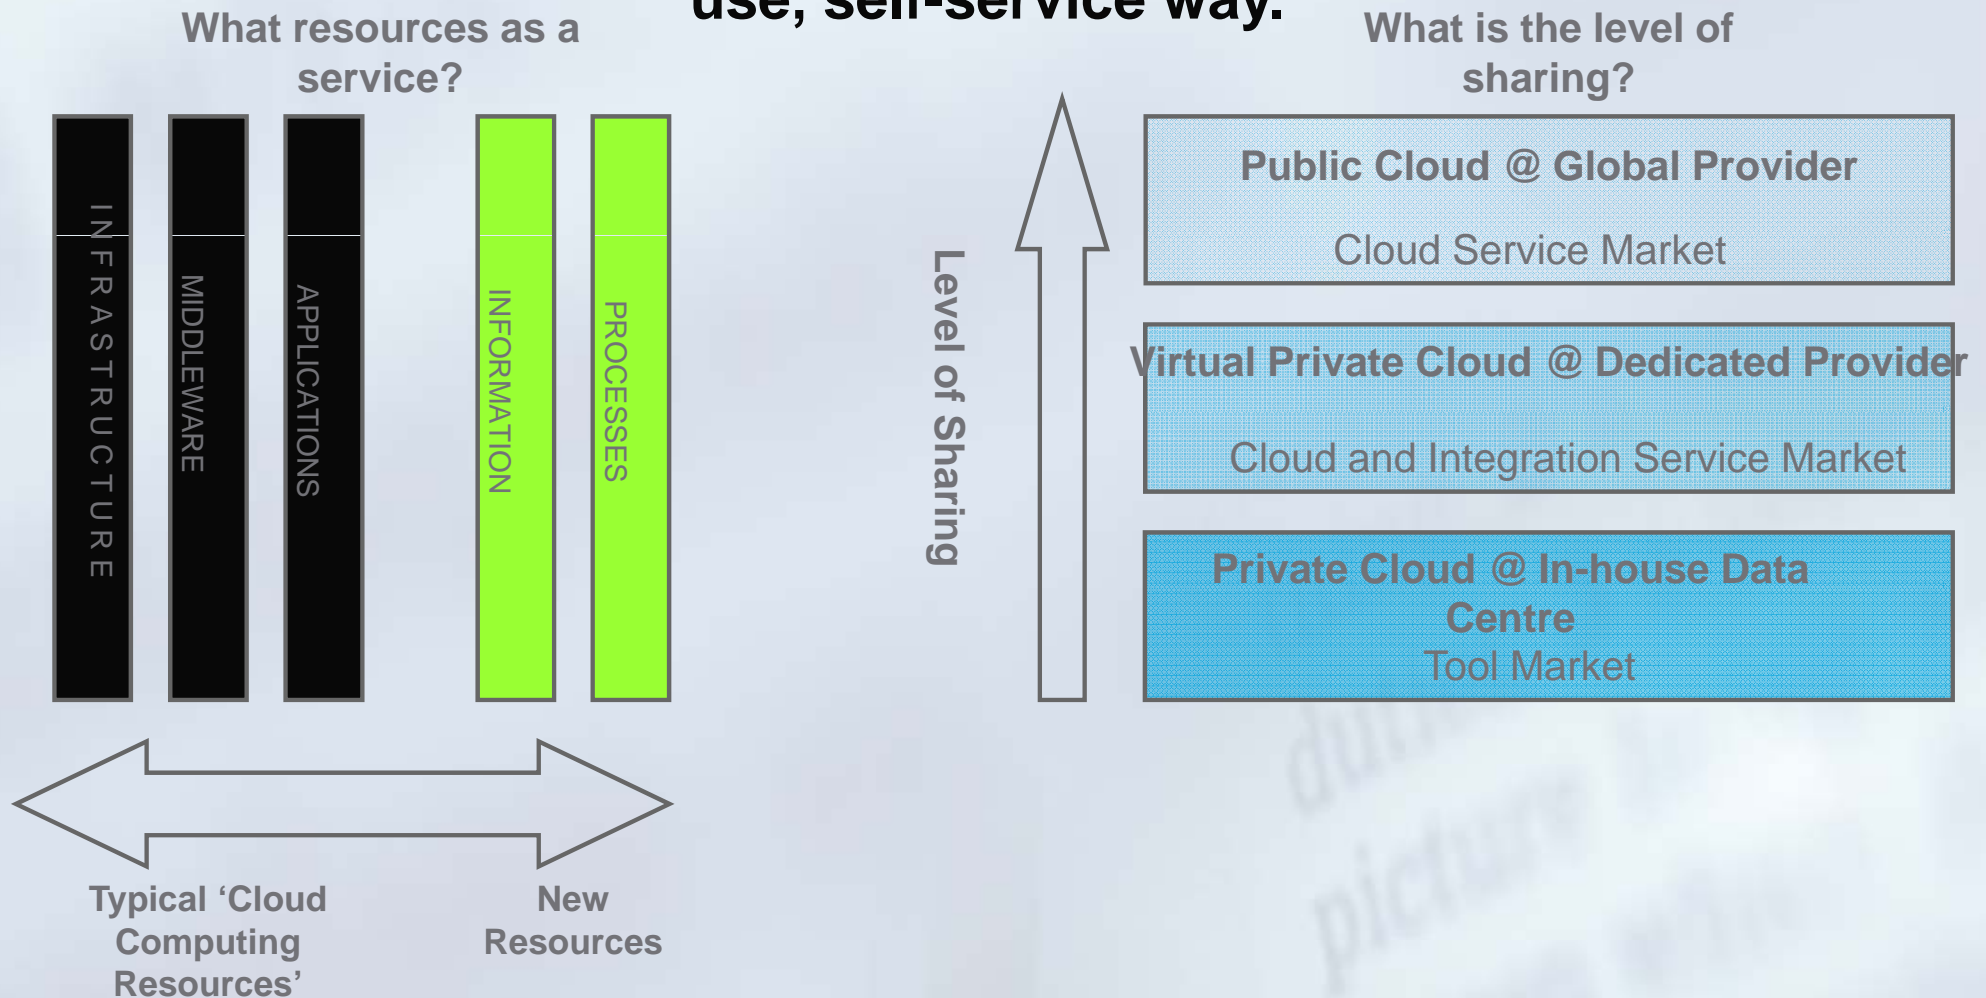 use, self-service way.
What resources as a
service?
INFRASTRUCTURE
MIDDLEWARE
APPLICATIONS
INFORMATION
PROCESSES
Typical ‘Cloud
Computing
Resources’
New
Resources
What is the level of
sharing?
Level of Sharing
Public Cloud @ Global Provider
Cloud Service Market
Virtual Private Cloud @ Dedicated Provider
Cloud and Integration Service Market
Private Cloud @ In-house Data
Centre
Tool Market
picture